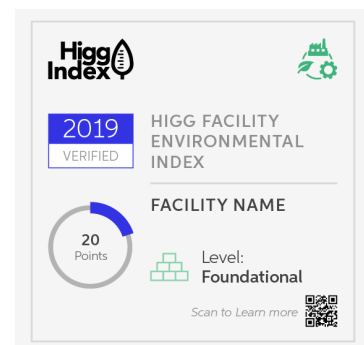 Higg
Index
2019
VERIFIED
HIGG FACILITY
ENVIRONMENTAL
INDEX
FACILITY NAME
20
Points
Level:
Foundational
Scan to Learn more